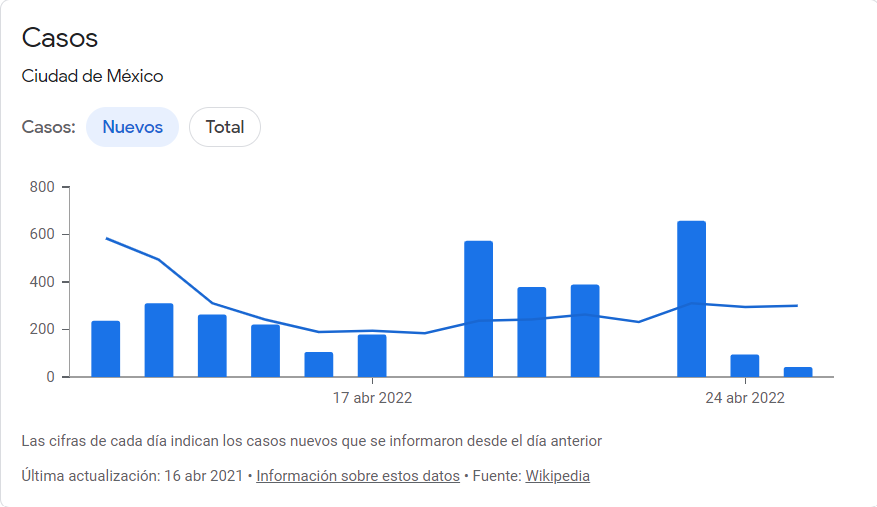 Casos
Ciudad de México
Casos: Nuevos Total
800
600
400
200
0
17 abr 2022 24 abr 2022
Las cifras de cada día indican los casos nuevos que se informaron desde el día anterior
Última actualización: 16 abr 2021 • Información sobre estos datos • Fuente: Wikipedia